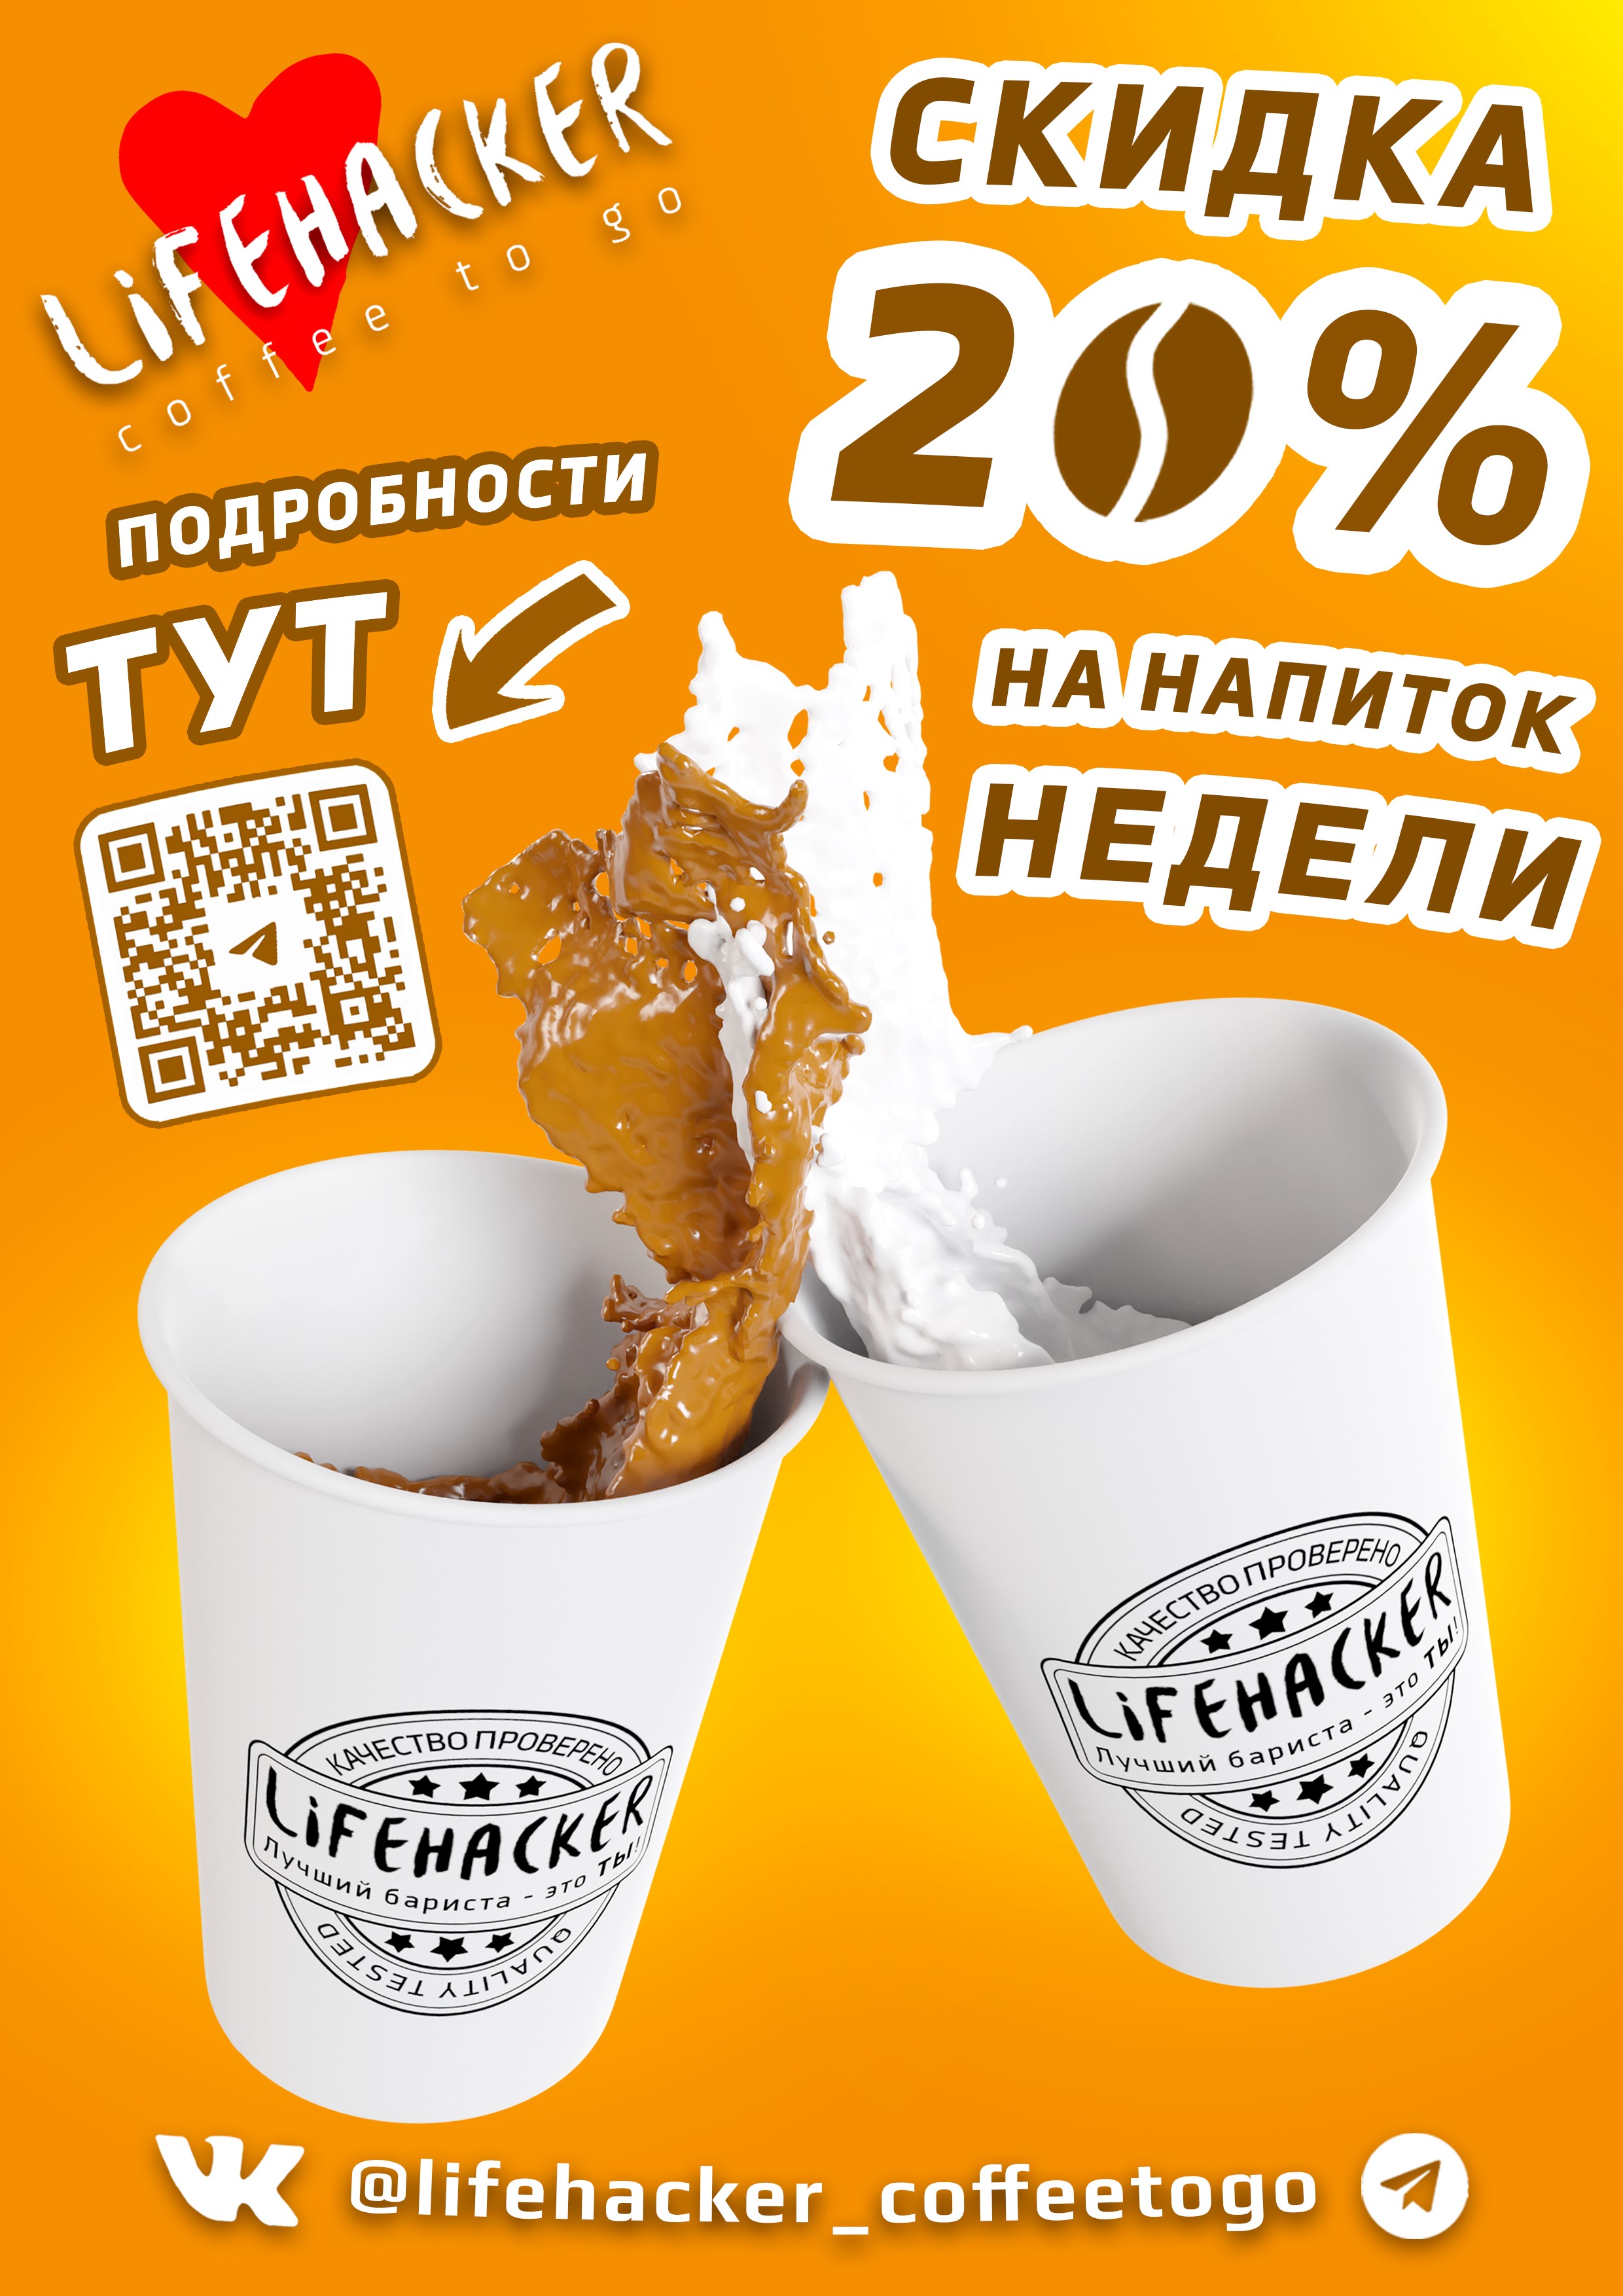 LiFEHACKER
coffee to go
СКИДКА
20%
НА НАПИТОК
НЕДЕЛИ
ПОДРОБНОСТИ
ТУТ
КАЧЕСТВО ПРОВЕРЕНО
LiFEHACKER
Лучший бариста - это ТЫ!
QUALITY TESTED
КАЧЕСТВО ПРОВЕРЕНО
LiFEHACKER
Лучший бариста - это ТЫ!
QUALITY TESTED
@lifehacker_coffeetogo